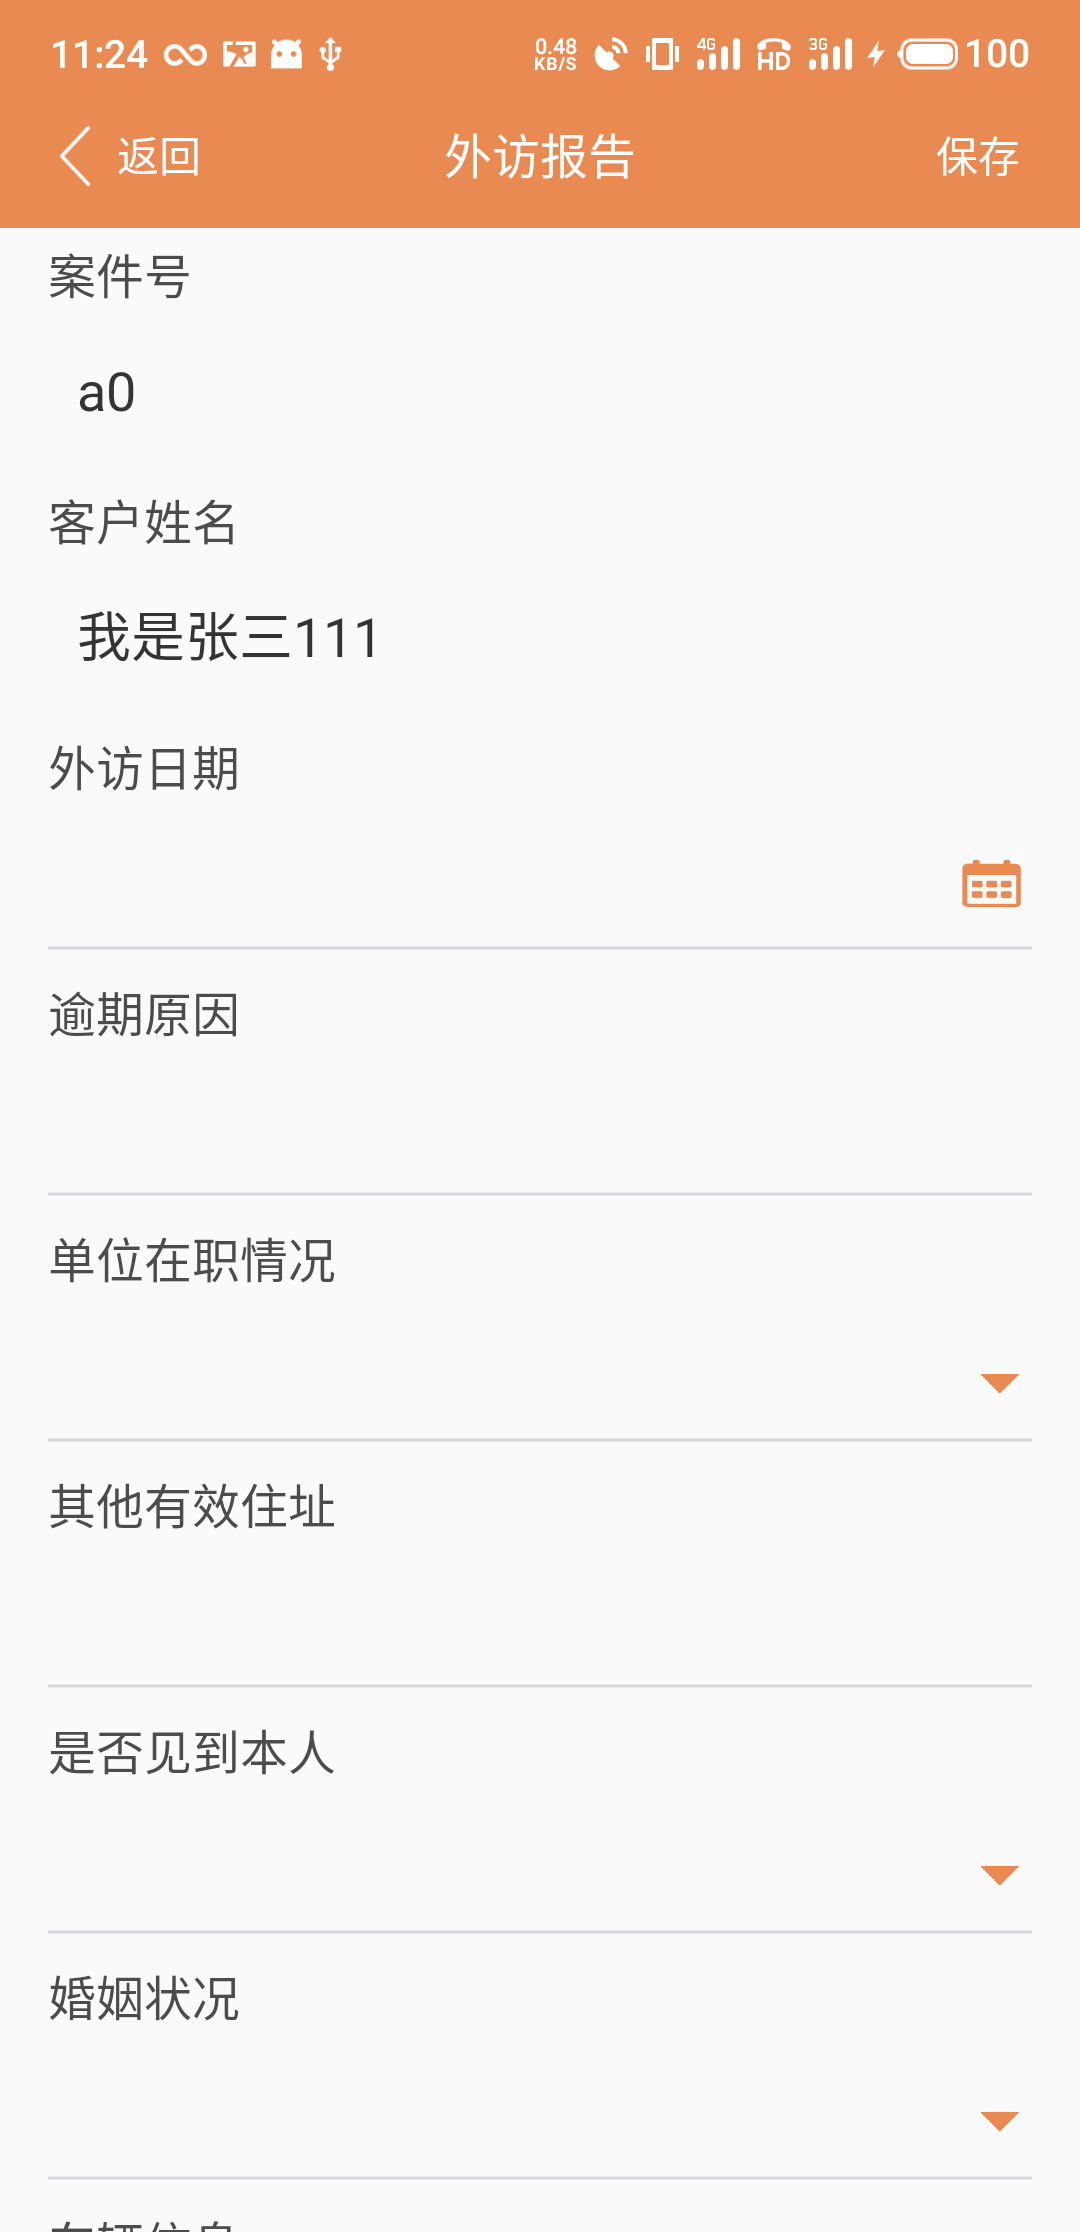 11:24 0.48 KB/S 4G HD 3G 100
返回 外访报告 保存
案件号
a0
客户姓名
我是张三111
外访日期
逾期原因
单位在职情况
其他有效住址
是否见到本人
婚姻状况